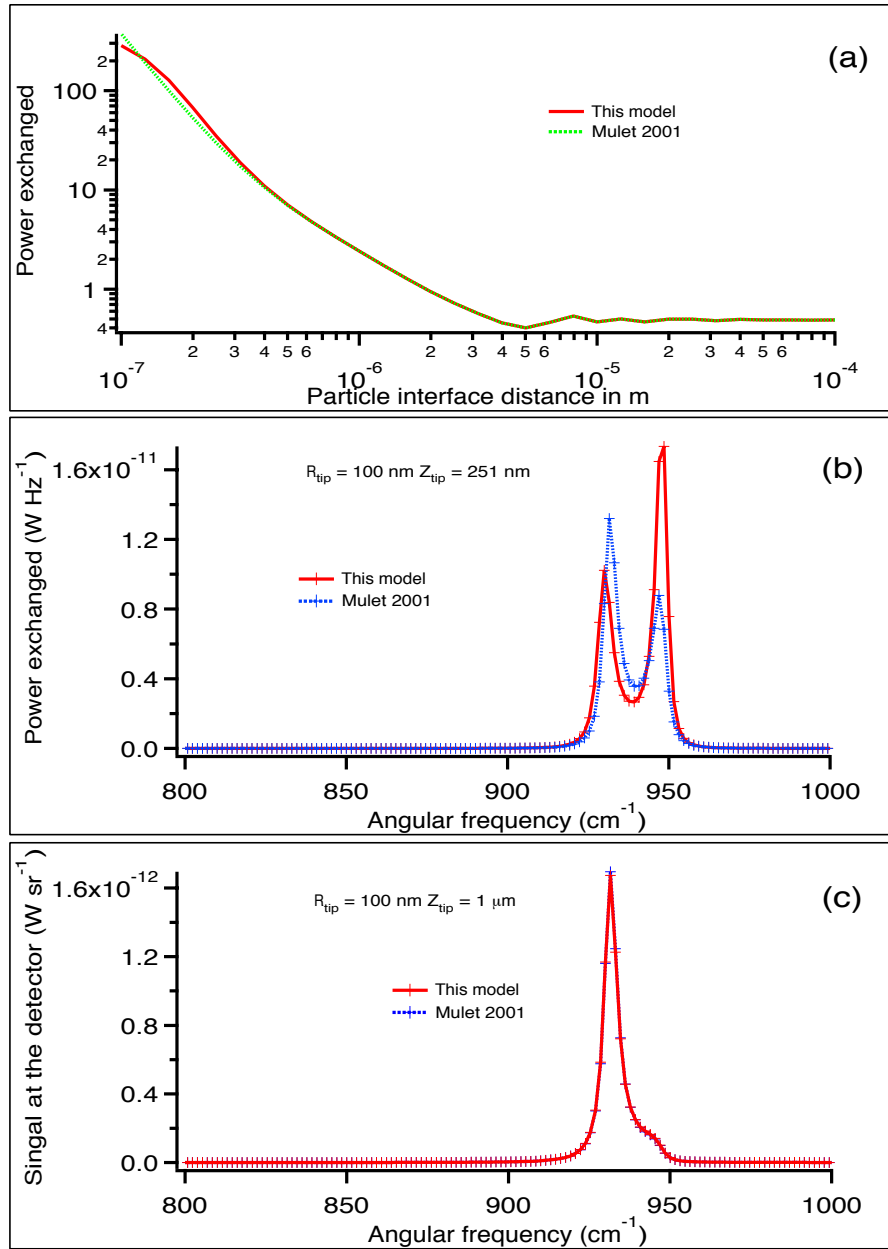 (a)
Power exchanged
2
100
4
2
10
4
2
1
4
This model
Mulet 2001
2 3 4 5 6 2 3 4 5 6 2 3 4 5 6
10-7 10-6 10-5 10-4
Particle interface distance in m
(b)
Power exchanged (W Hz-1)
1.6x10-11
1.2
0.8
0.4
0.0
Rtip = 100 nm Ztip = 251 nm
This model
Mulet 2001
800 850 900 950 1000
Angular frequency (cm-1)
(c)
Singal at the detector (W sr-1)
1.6x10-12
1.2
0.8
0.4
0.0
Rtip = 100 nm Ztip = 1 μm
This model
Mulet 2001
800 850 900 950 1000
Angular frequency (cm-1)